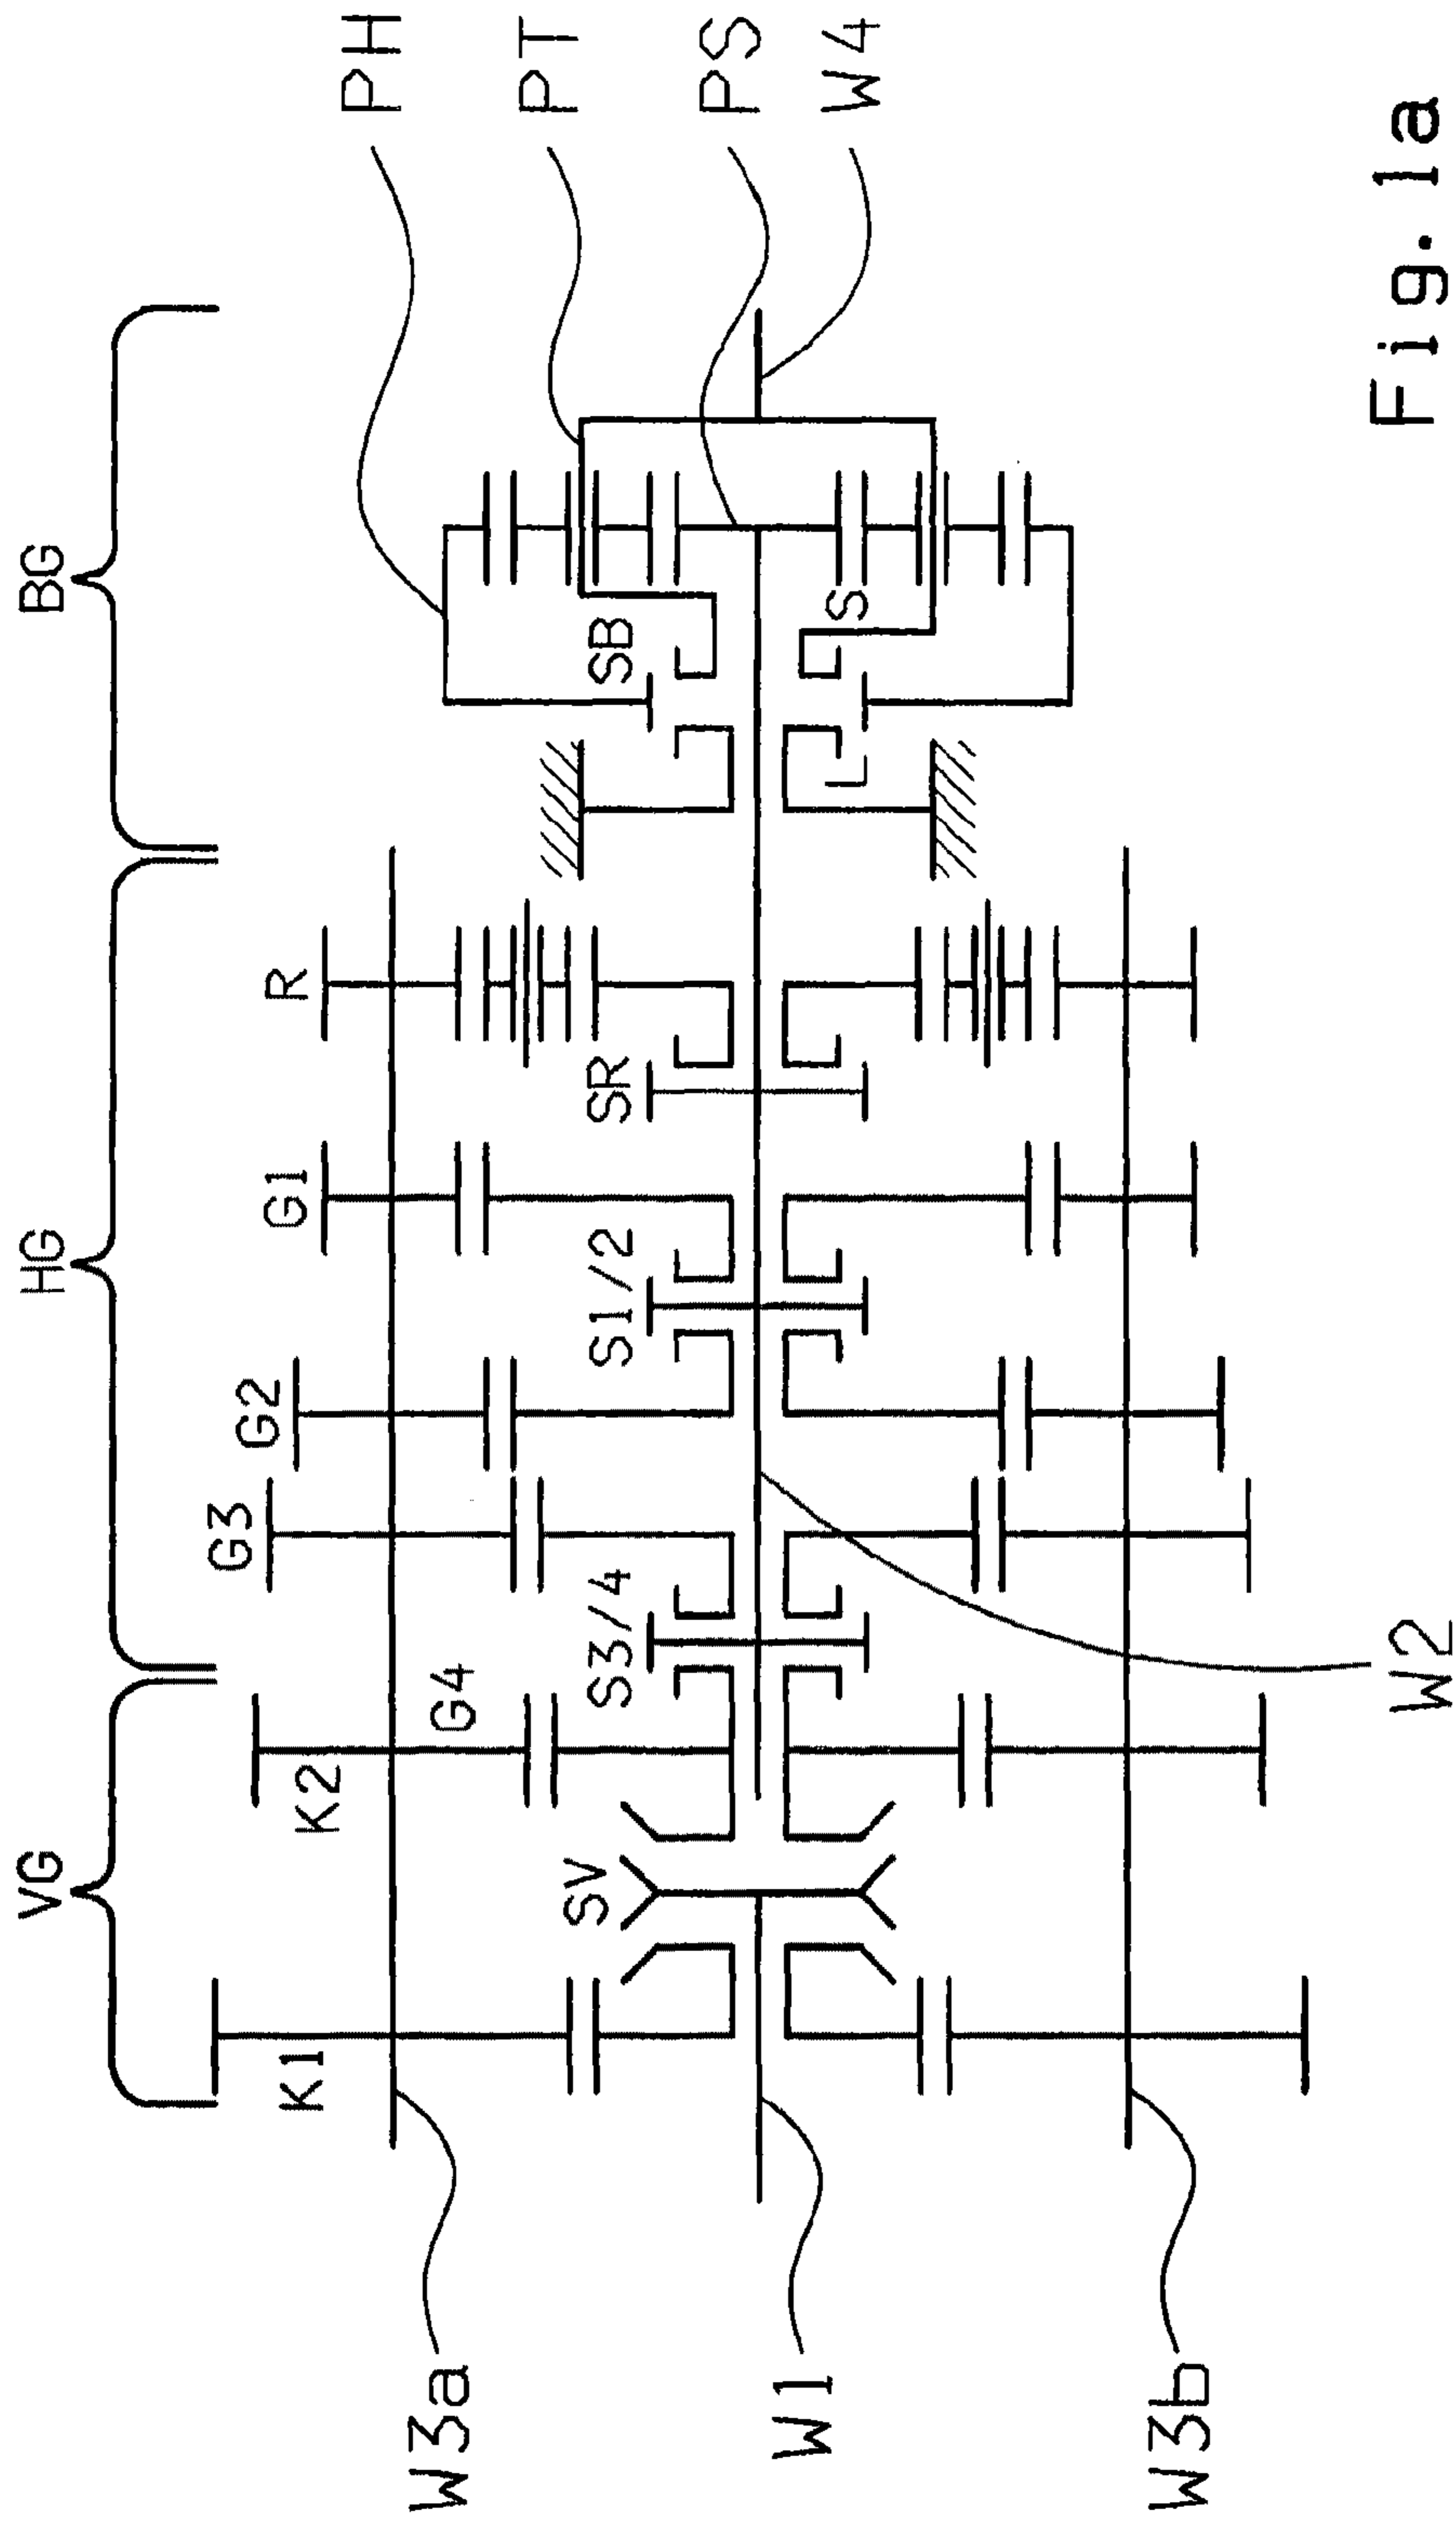 VG
HG
BG
PH
PT
PS
W4
K1
K2
G4
G3
G2
G1
R
SV
S3/4
S1/2
SR
SB
L
S
W3a
W1
W3b
W2
Fig. 1a